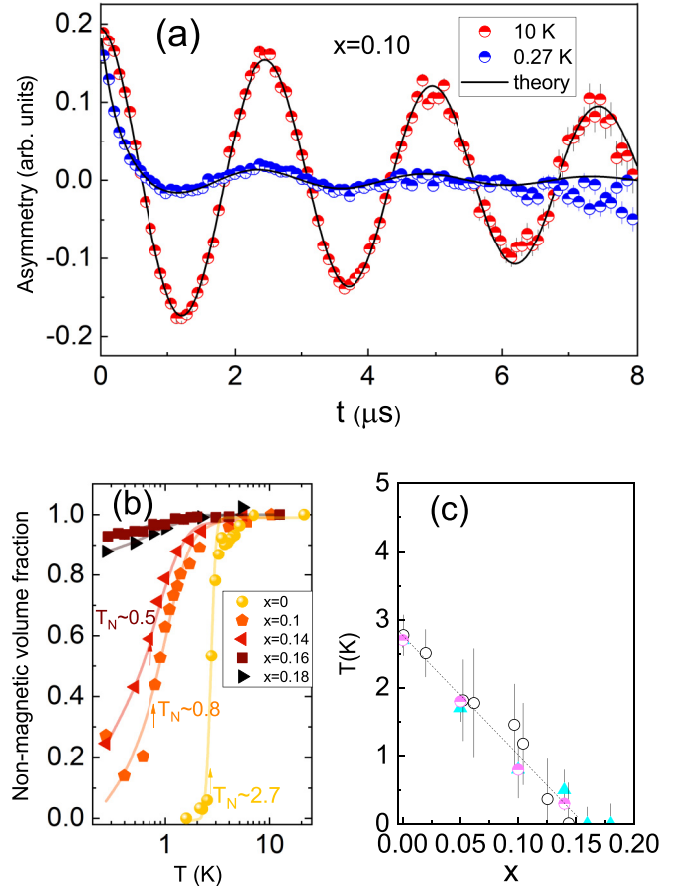 (a)
x=0.10
10 K
0.27 K
theory
Asymmetry (arb. units)
0.2
0.1
0.0
-0.1
-0.2
0 2 4 6 8
t (μs)
(b)
Non-magnetic volume fraction
1.0
0.8
0.6
0.4
0.2
0.0
T_N~0.5
T_N~0.8
T_N~2.7
x=0
x=0.1
x=0.14
x=0.16
x=0.18
1 10
T (K)
(c)
T(K)
5
4
3
2
1
0
0.00 0.05 0.10 0.15 0.20
x